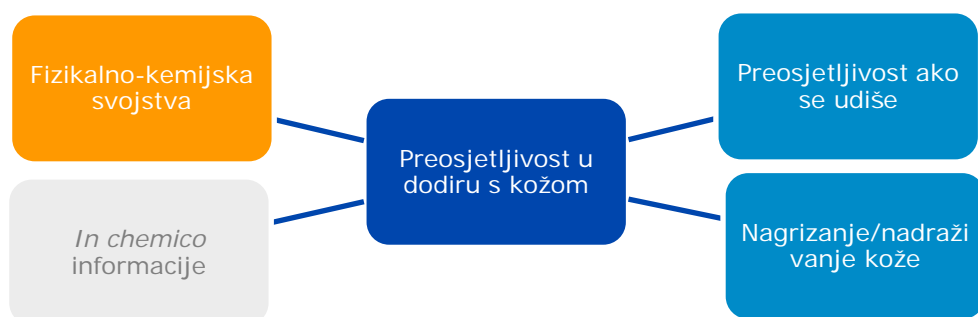 Fizikalno-kemijska
svojstva
In chemico
informacije
Preosjetljivost u
dodiru s kožom
Preosjetljivost ako
se udiše
Nagrizanje/nadraži
vanje kože